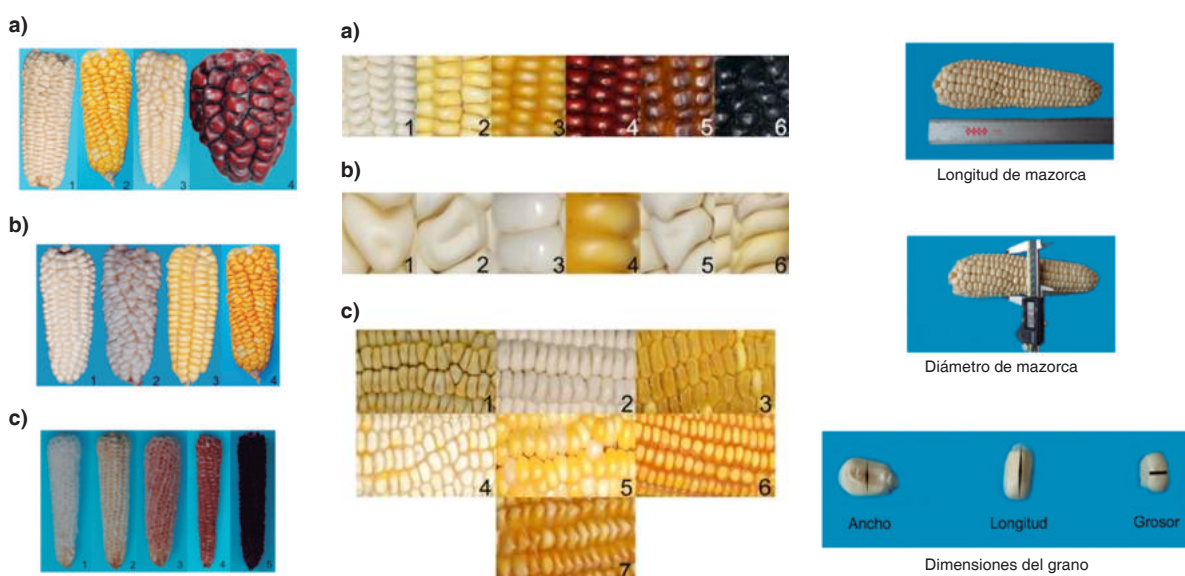 a)
1 2 3 4
b)
1 2 3 4
c)
1 2 3 4 5
a)
1 2 3 4 5 6
b)
1 2 3 4 5 6
c)
1 2 3
4 5 6
7
Longitud de mazorca
Diámetro de mazorca
Ancho Longitud Grosor
Dimensiones del grano